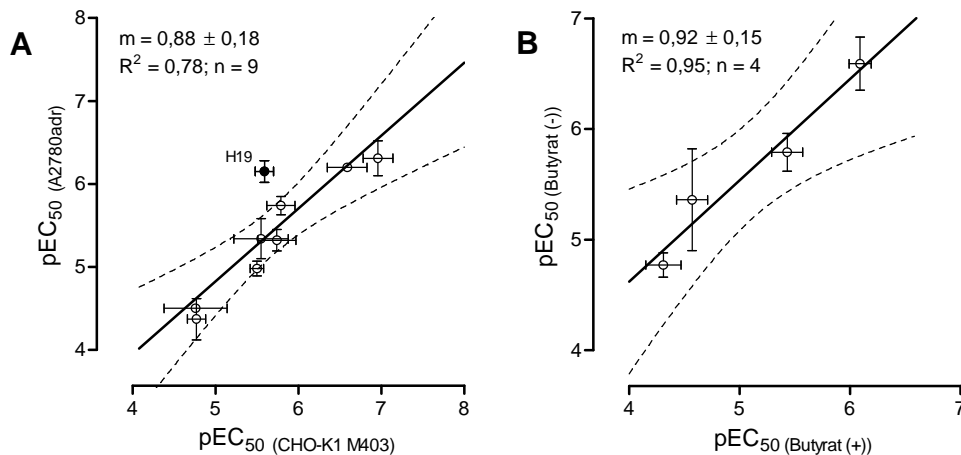 A
m = 0,88 ± 0,18
R² = 0,78; n = 9
H19
8
7
6
5
4
pEC₅₀ (A2780adr)
4 5 6 7 8
pEC₅₀ (CHO-K1 M403)
B
m = 0,92 ± 0,15
R² = 0,95; n = 4
7
6
5
4
pEC₅₀ (Butyrat (-))
4 5 6 7
pEC₅₀ (Butyrat (+))